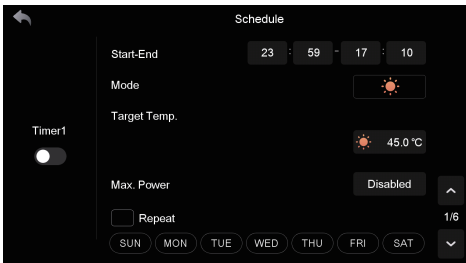 Schedule
Start-End 23 : 59 - 17 : 10
Mode
Target Temp.
Timer1
45.0 ℃
Max. Power Disabled
Repeat
1/6
SUN MON TUE WED THU FRI SAT